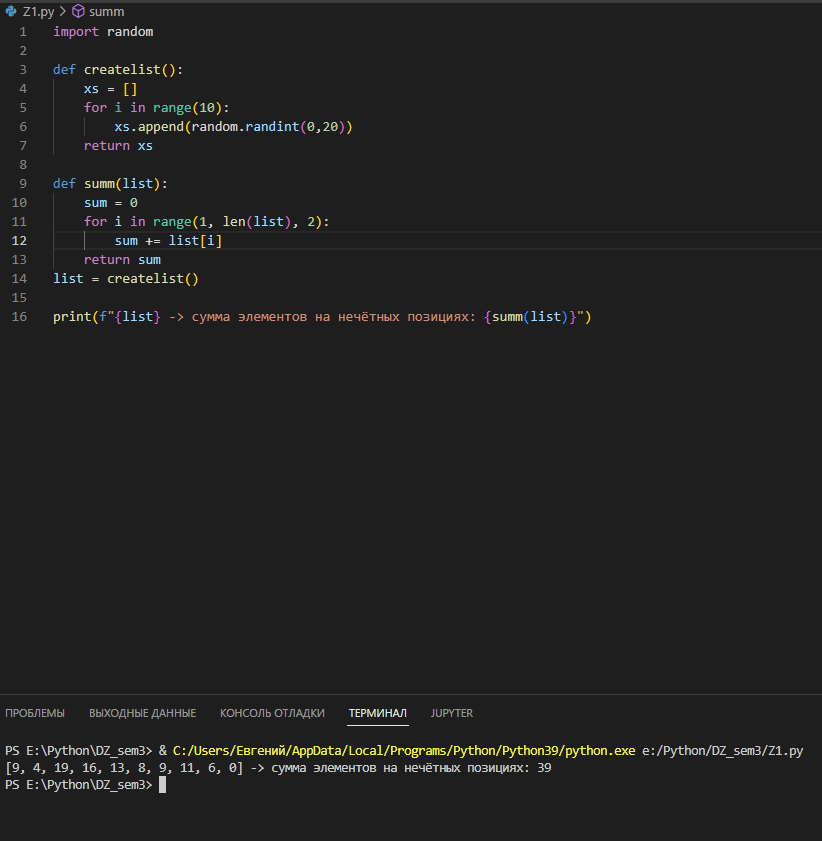 Z1.py > summ
1 import random
2
3 def createlist():
4     xs = []
5     for i in range(10):
6         xs.append(random.randint(0,20))
7     return xs
8
9 def summ(list):
10     sum = 0
11     for i in range(1, len(list), 2):
12         sum += list[i]
13     return sum
14 list = createlist()
15
16 print(f"{list} -> сумма элементов на нечётных позициях: {summ(list)}")
ПРОБЛЕМЫ ВЫХОДНЫЕ ДАННЫЕ КОНСОЛЬ ОТЛАДКИ ТЕРМИНАЛ JUPYTER
PS E:\Python\DZ_sem3> & C:/Users/Евгений/AppData/Local/Programs/Python/Python39/python.exe e:/Python/DZ_sem3/Z1.py
[9, 4, 19, 16, 13, 8, 9, 11, 6, 0] -> сумма элементов на нечётных позициях: 39
PS E:\Python\DZ_sem3>